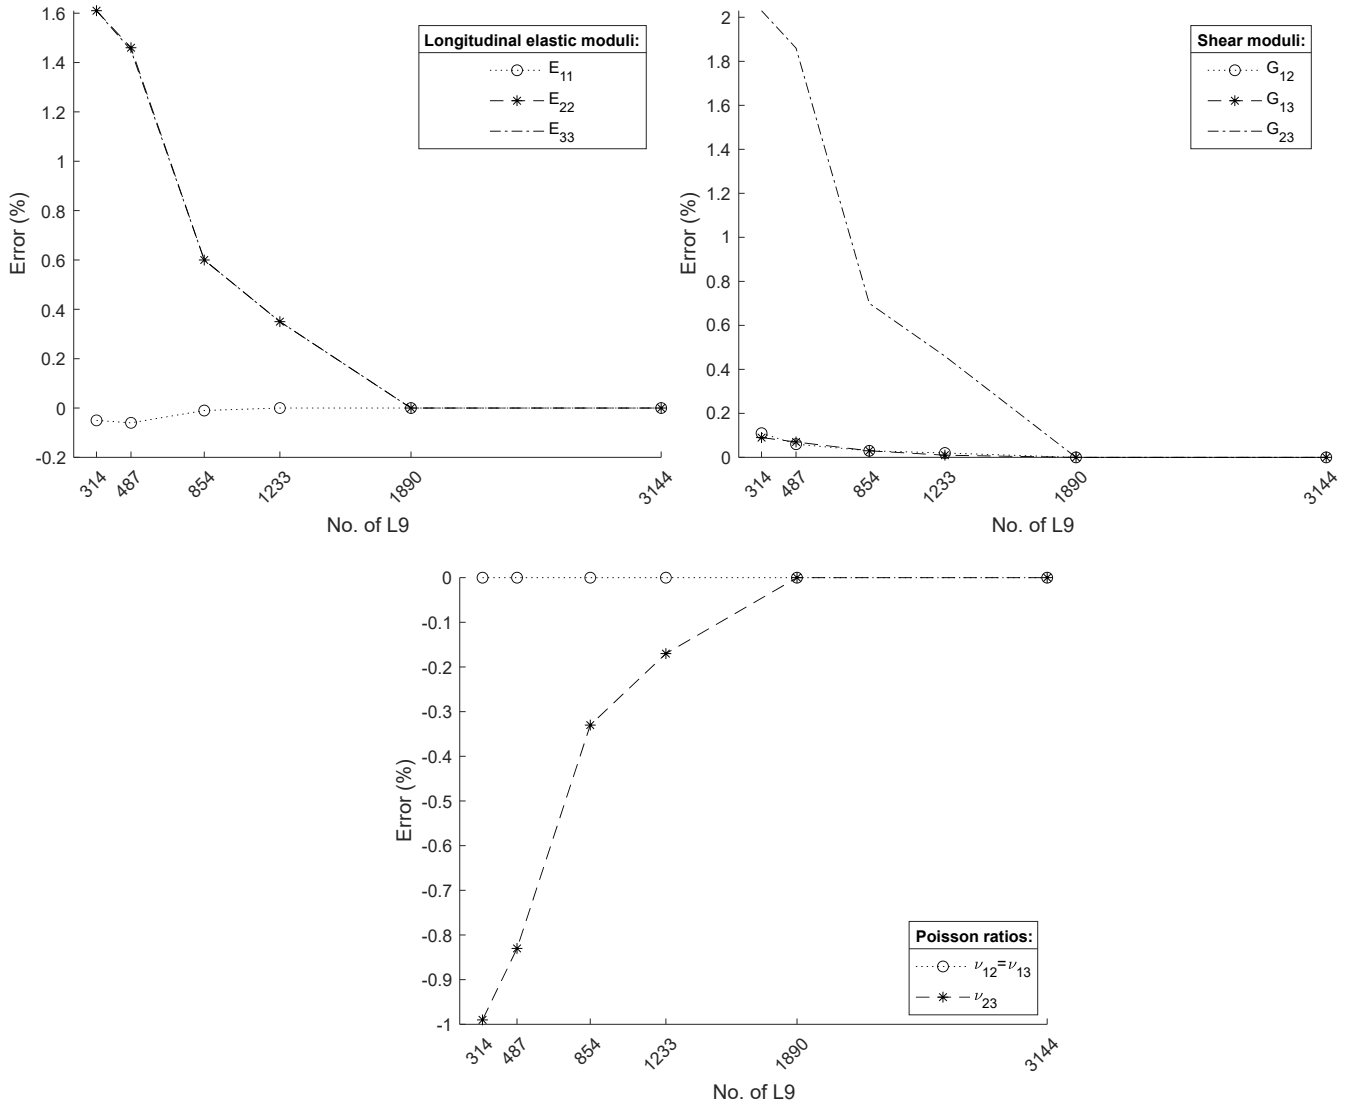 Longitudinal elastic moduli:
E11
E22
E33
1.6
1.4
1.2
1
0.8
0.6
0.4
0.2
0
-0.2
Error (%)
314
487
854
1233
1890
3144
No. of L9
Shear moduli:
G12
G13
G23
2
1.8
1.6
1.4
1.2
1
0.8
0.6
0.4
0.2
0
Error (%)
314
487
854
1233
1890
3144
No. of L9
0
-0.1
-0.2
-0.3
-0.4
-0.5
-0.6
-0.7
-0.8
-0.9
-1
Error (%)
Poisson ratios:
ν12=ν13
ν23
314
487
854
1233
1890
3144
No. of L9